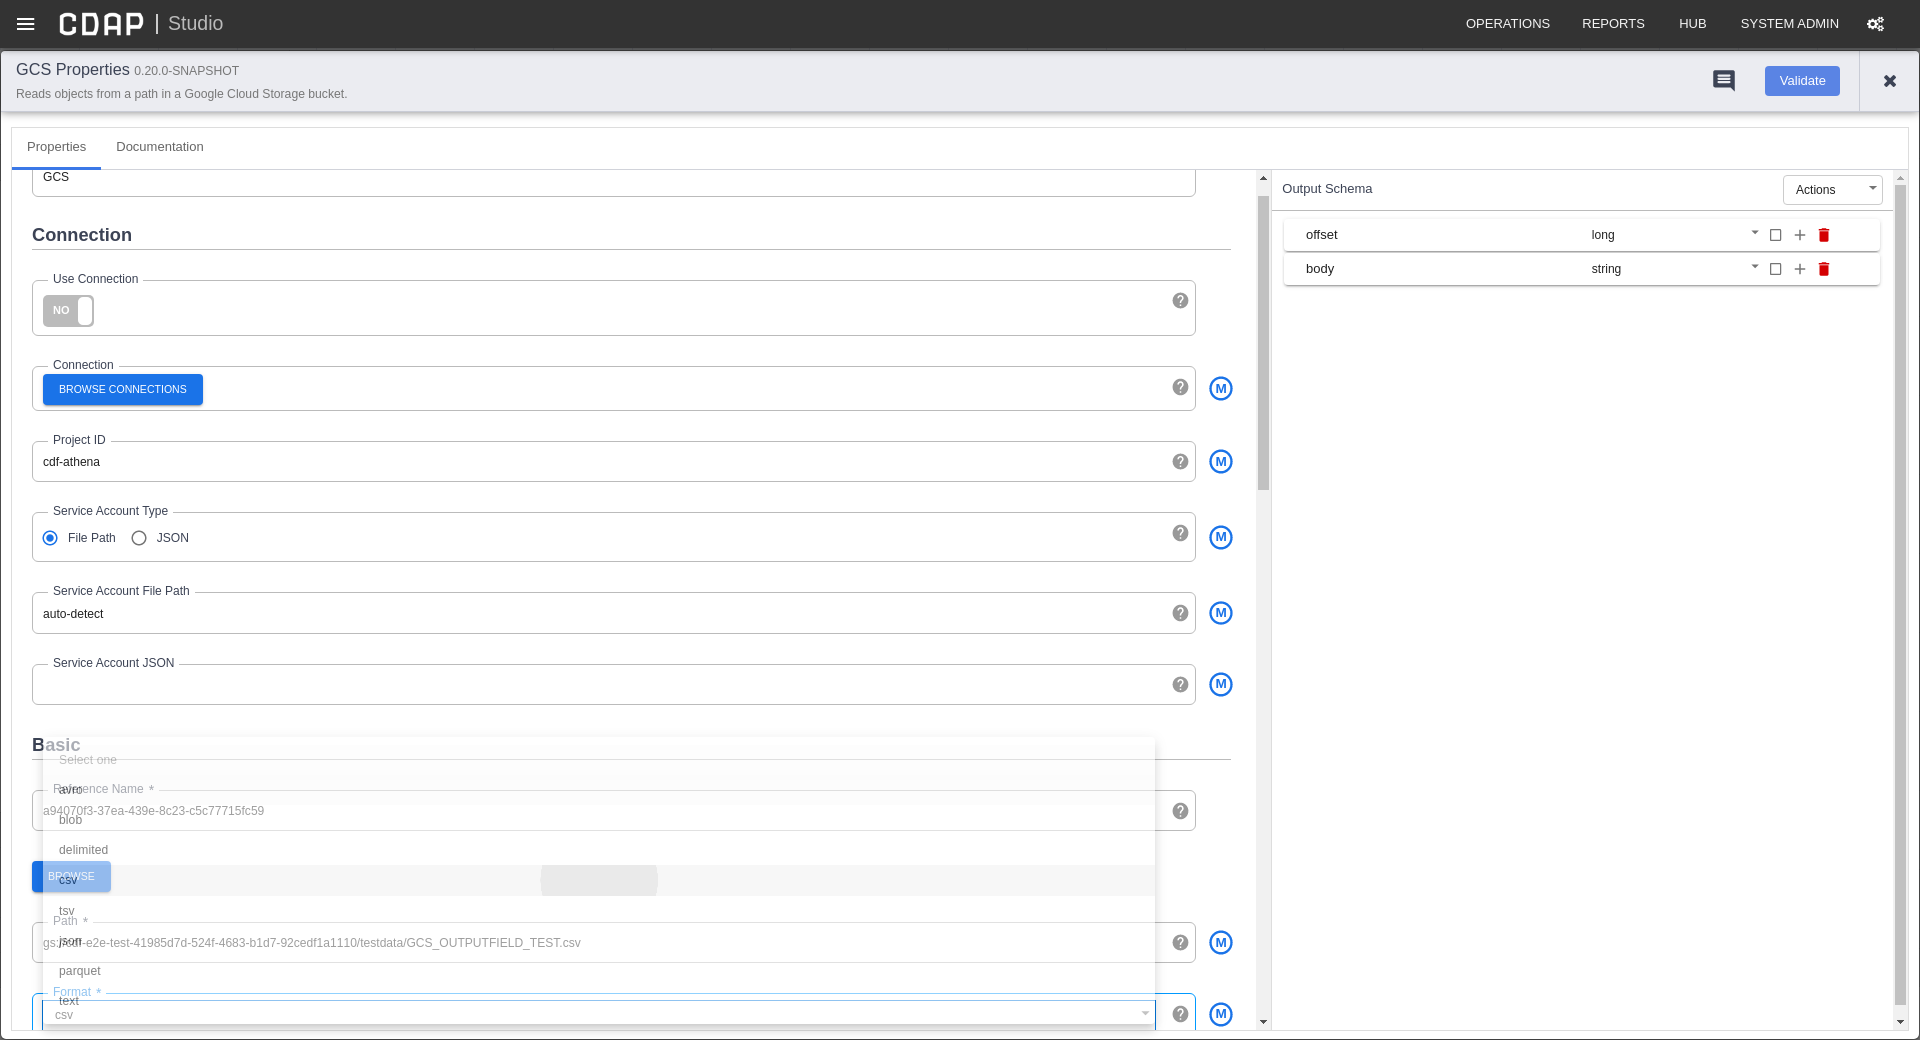 CDAP | Studio
OPERATIONS REPORTS HUB SYSTEM ADMIN
GCS Properties 0.20.0-SNAPSHOT
Reads objects from a path in a Google Cloud Storage bucket.
Validate
Properties Documentation
GCS
Connection
Use Connection
NO
Connection
BROWSE CONNECTIONS
M
Project ID
cdf-athena
M
Service Account Type
File Path JSON
M
Service Account File Path
auto-detect
M
Service Account JSON
M
Basic
Select one
Reference Name *
avro
a94070f3-37ea-439e-8c23-c5c77715fc59
blob
delimited
BROWSE
csv
tsv
Path *
json
gs://cdf-e2e-test-41985d7d-524f-4683-b1d7-92cedf1a1110/testdata/GCS_OUTPUTFIELD_TEST.csv
M
parquet
Format *
text
csv
M
Output Schema
Actions
offset long
body string